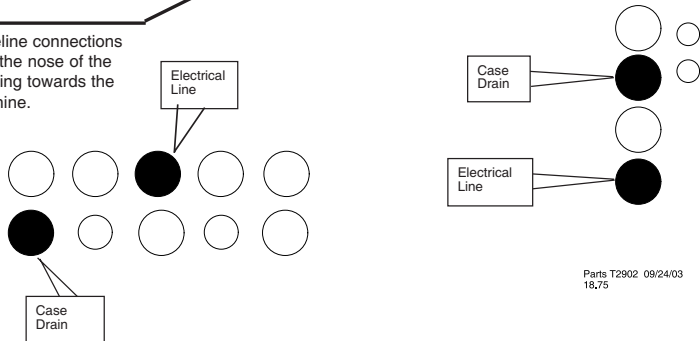 eline connections
the nose of the
ing towards the
hine.
Electrical
Line
Case
Drain
Case
Drain
Electrical
Line
Parts T2902 09/24/03
18.75